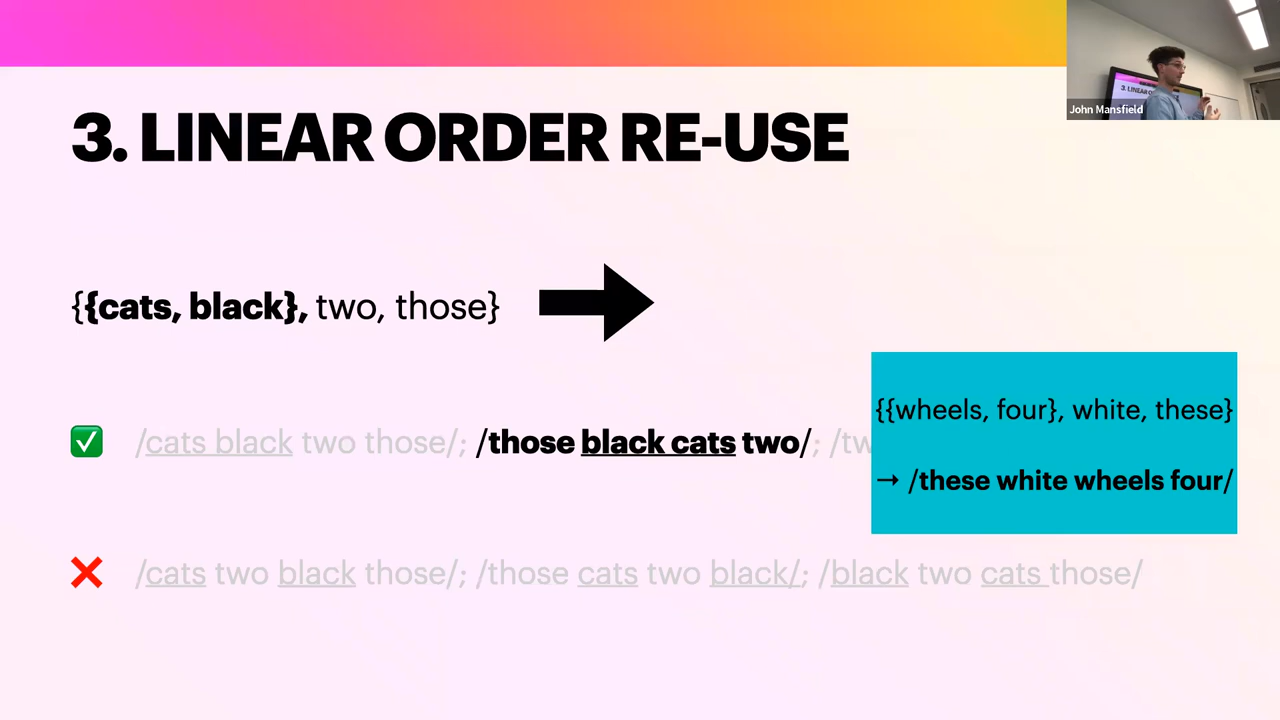 John Mansfield
3. LINEAR ORDER RE-USE
{{cats, black}, two, those}
✅ /cats black two those/; /those black cats two/; /tw
{{wheels, four}, white, these}
→ /these white wheels four/
❌ /cats two black those/; /those cats two black/; /black two cats those/